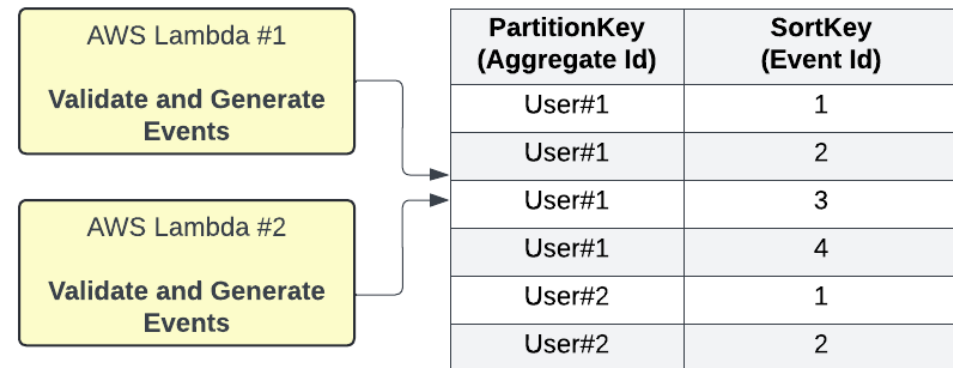 AWS Lambda #1
Validate and Generate
Events
AWS Lambda #2
Validate and Generate
Events
PartitionKey
(Aggregate Id)
SortKey
(Event Id)
User#1
1
User#1
2
User#1
3
User#1
4
User#2
1
User#2
2